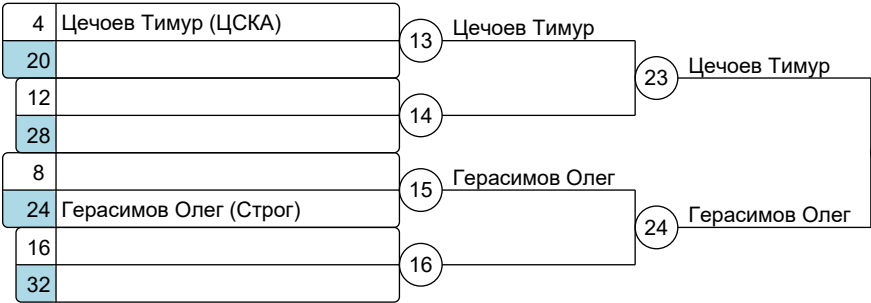 4 Цечоев Тимур (ЦСКА)
13 Цечоев Тимур
20
23 Цечоев Тимур
12
14
28
8
15 Герасимов Олег
24 Герасимов Олег (Строг)
24 Герасимов Олег
16
16
32